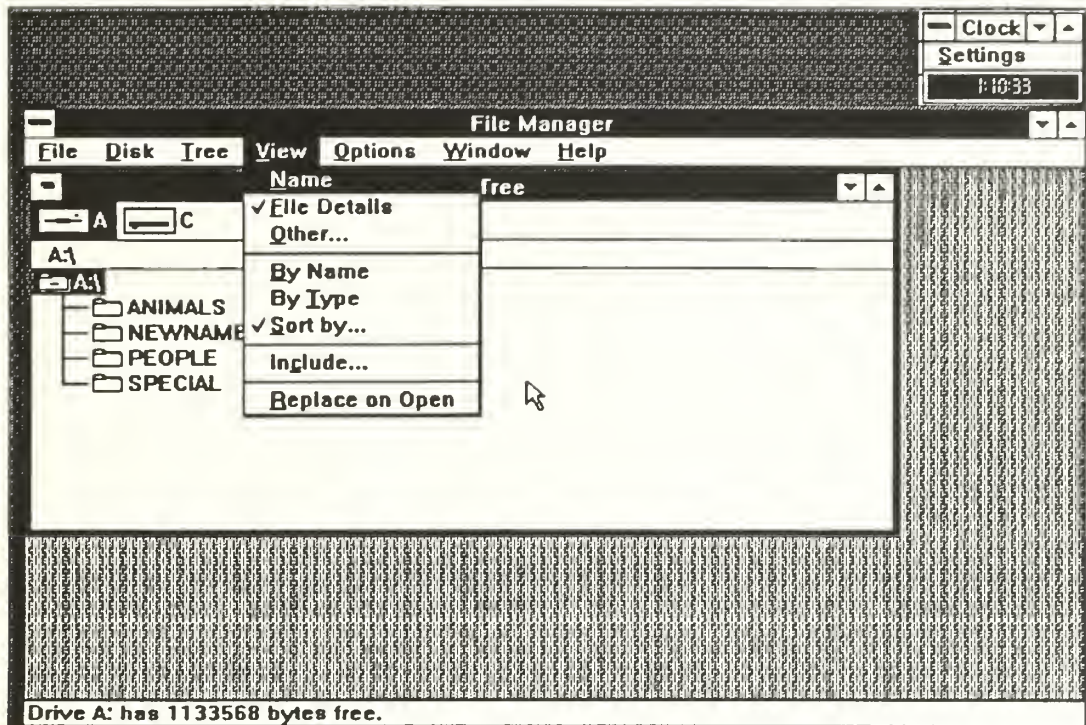 Clock
Settings
1:10:33
File Manager
File Disk Tree View Options Window Help
Tree
A C
A:\
A:\
ANIMALS
NEWNAME
PEOPLE
SPECIAL
Name
✓ File Details
Other...
By Name
By Type
✓ Sort by...
Include...
Replace on Open
Drive A: has 1133568 bytes free.